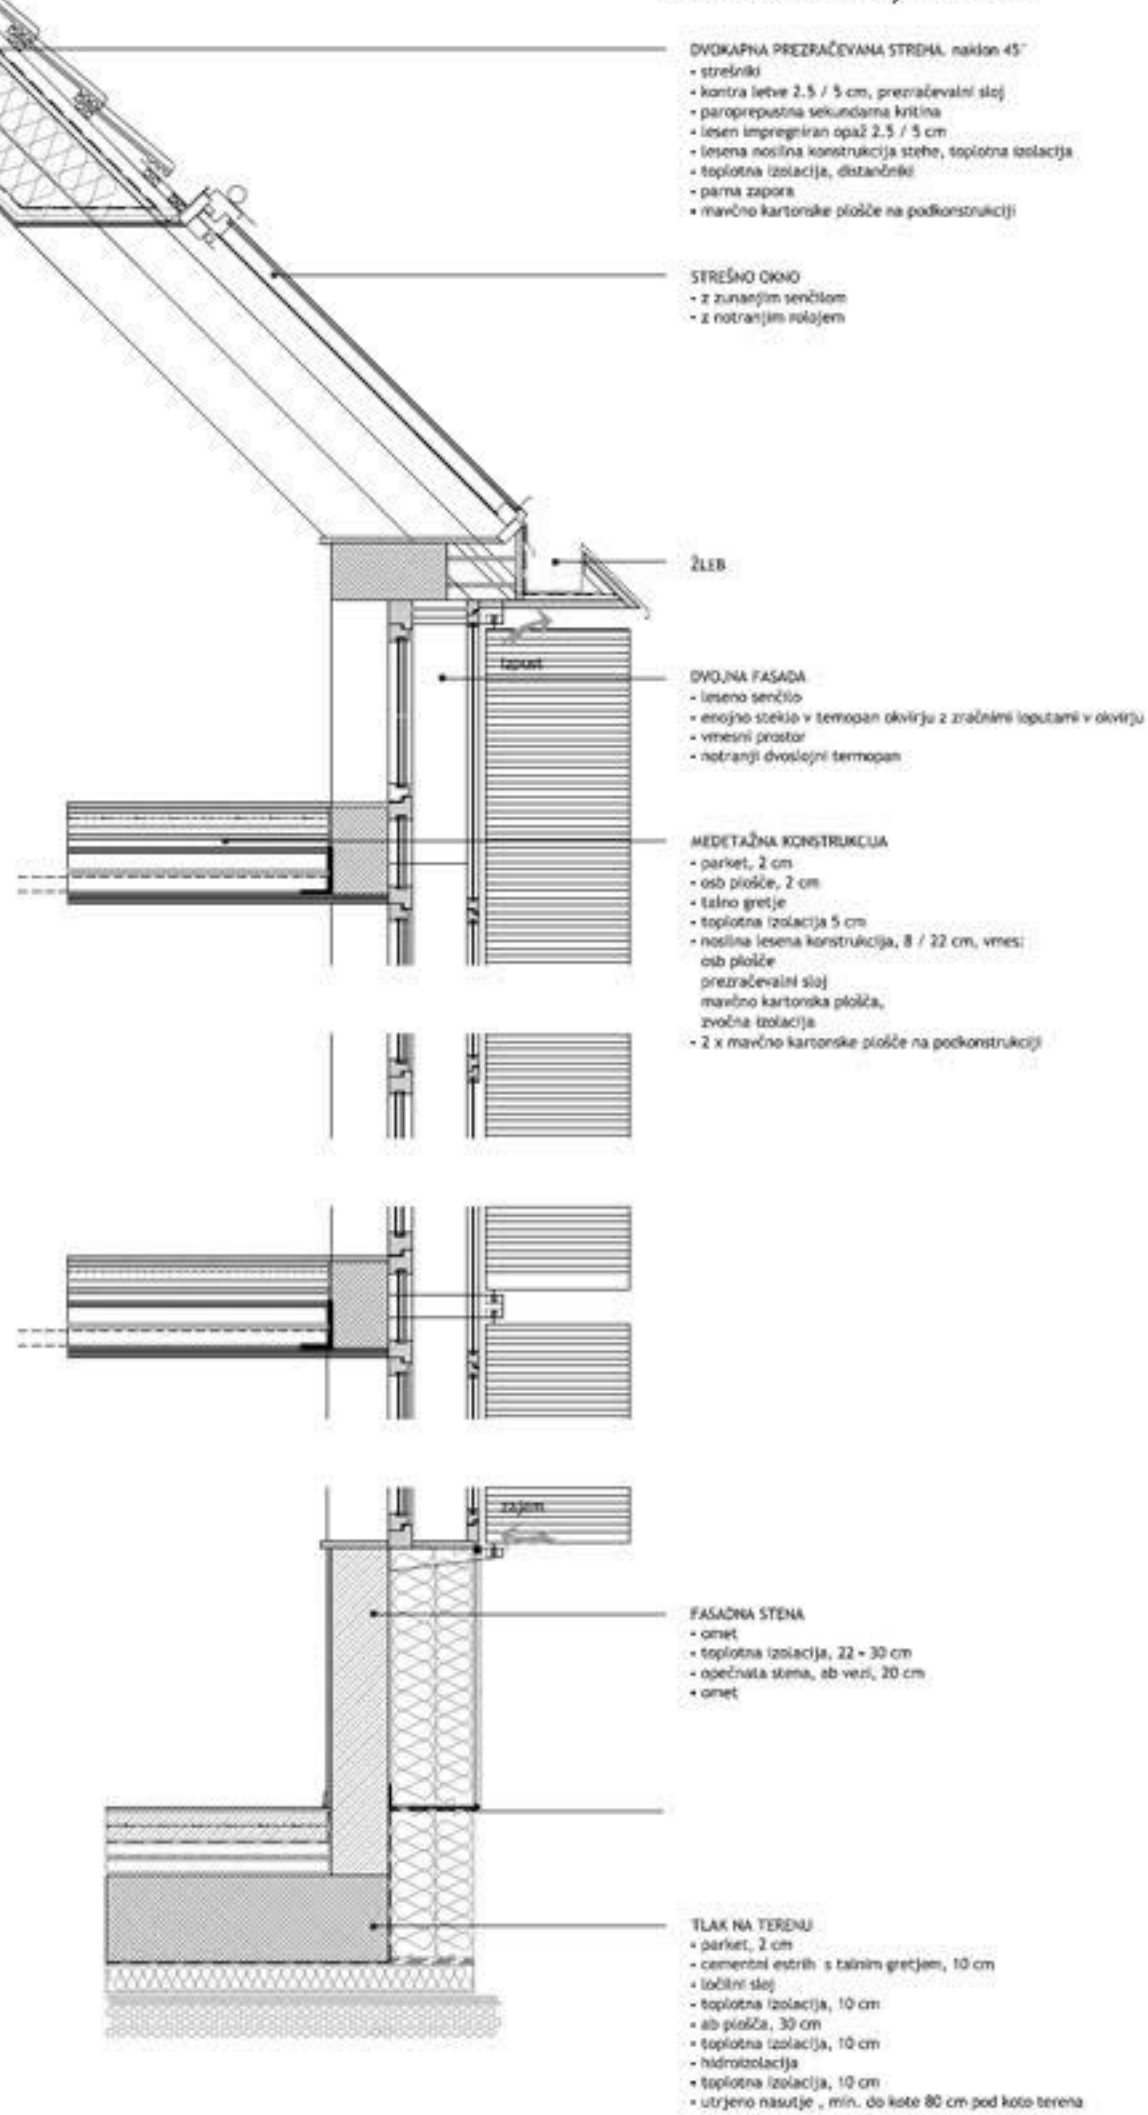 DVOKAPNA PREZRAČEVANA STREHA, naklon 45°
- strešniki
- kontra letve 2.5 / 5 cm, prezračevalni sloj
- paroprepustna sekundarna kritina
- lesen impregniran opaž 2.5 / 5 cm
- lesena nosilna konstrukcija stehe, toplotna izolacija
- toplotna izolacija, distančniki
- parna zapora
- mavčno kartonske plošče na podkonstrukciji
STREŠNO OKNO
- z zunanjim senčilom
- z notranjim rolojem
ŽLEB
izpust
DVOJNA FASADA
- leseno senčilo
- enojno steklo v temopan okvirju z zračnimi loputami v okvirju
- vmesni prostor
- notranji dvoslojni termopan
MEDETAŽNA KONSTRUKCIJA
- parket, 2 cm
- osb plošče, 2 cm
- talno gretje
- toplotna izolacija 5 cm
- nosilna lesena konstrukcija, 8 / 22 cm, vmes:
osb plošče
prezračevalni sloj
mavčno kartonska plošča,
zvočna izolacija
- 2 x mavčno kartonske plošče na podkonstrukciji
zajem
FASADNA STENA
- omet
- toplotna izolacija, 22 - 30 cm
- opečnata stena, ab vezi, 20 cm
- omet
TLAK NA TERENU
- parket, 2 cm
- cementni estrih s talnim gretjem, 10 cm
- ločilni sloj
- toplotna izolacija, 10 cm
- ab plošča, 30 cm
- toplotna izolacija, 10 cm
- hidroizolacija
- toplotna izolacija, 10 cm
- utrjeno nasutje , min. do kote 80 cm pod koto terena